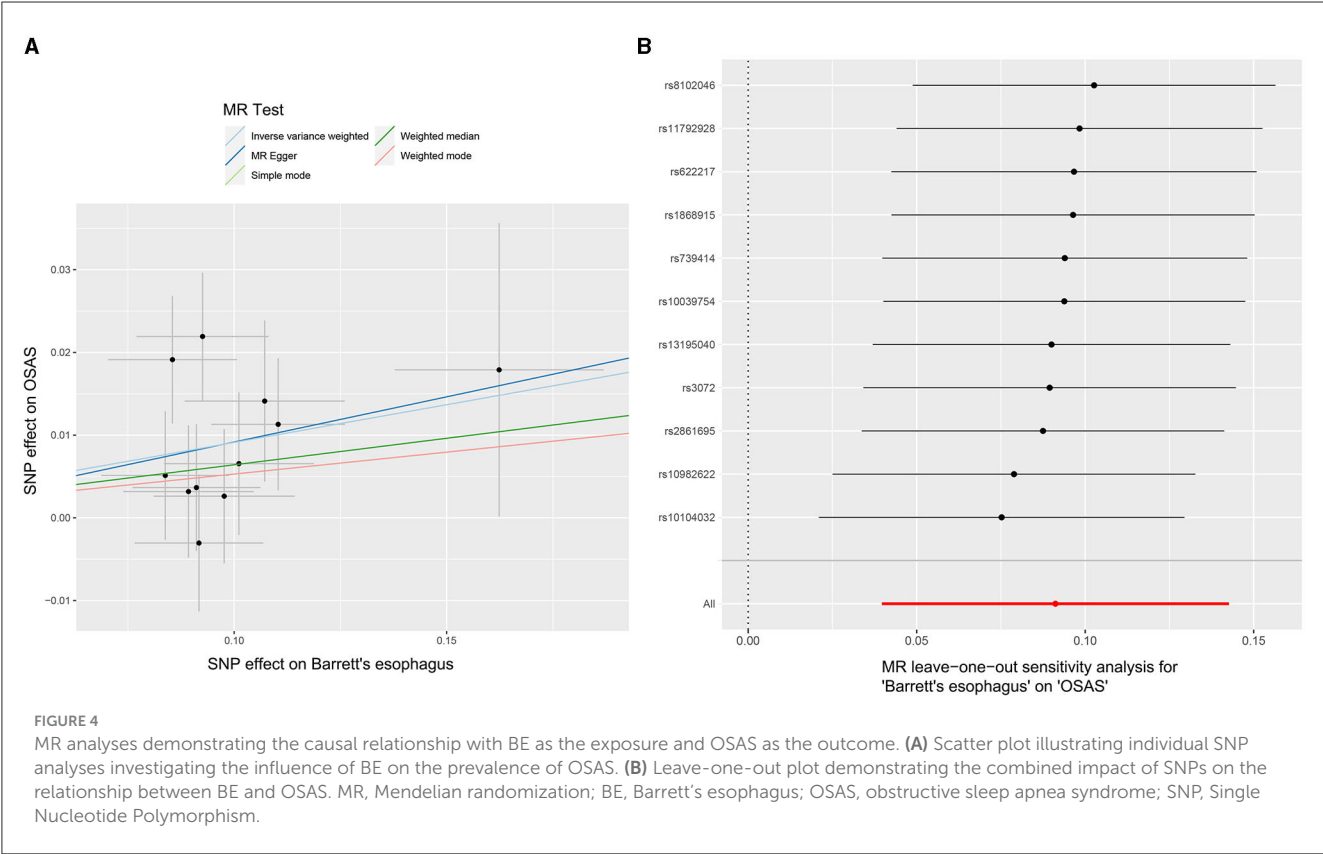 A
MR Test
Inverse variance weighted
MR Egger
Simple mode
Weighted median
Weighted mode
SNP effect on OSAS
0.03
0.02
0.01
0.00
−0.01
0.10
0.15
SNP effect on Barrett's esophagus
B
rs8102046
rs11792928
rs622217
rs1868915
rs739414
rs10039754
rs13195040
rs3072
rs2861695
rs10982622
rs10104032
All
0.00
0.05
0.10
0.15
MR leave−one−out sensitivity analysis for
'Barrett's esophagus' on 'OSAS'
FIGURE 4
MR analyses demonstrating the causal relationship with BE as the exposure and OSAS as the outcome. (A) Scatter plot illustrating individual SNP
analyses investigating the influence of BE on the prevalence of OSAS. (B) Leave-one-out plot demonstrating the combined impact of SNPs on the
relationship between BE and OSAS. MR, Mendelian randomization; BE, Barrett’s esophagus; OSAS, obstructive sleep apnea syndrome; SNP, Single
Nucleotide Polymorphism.